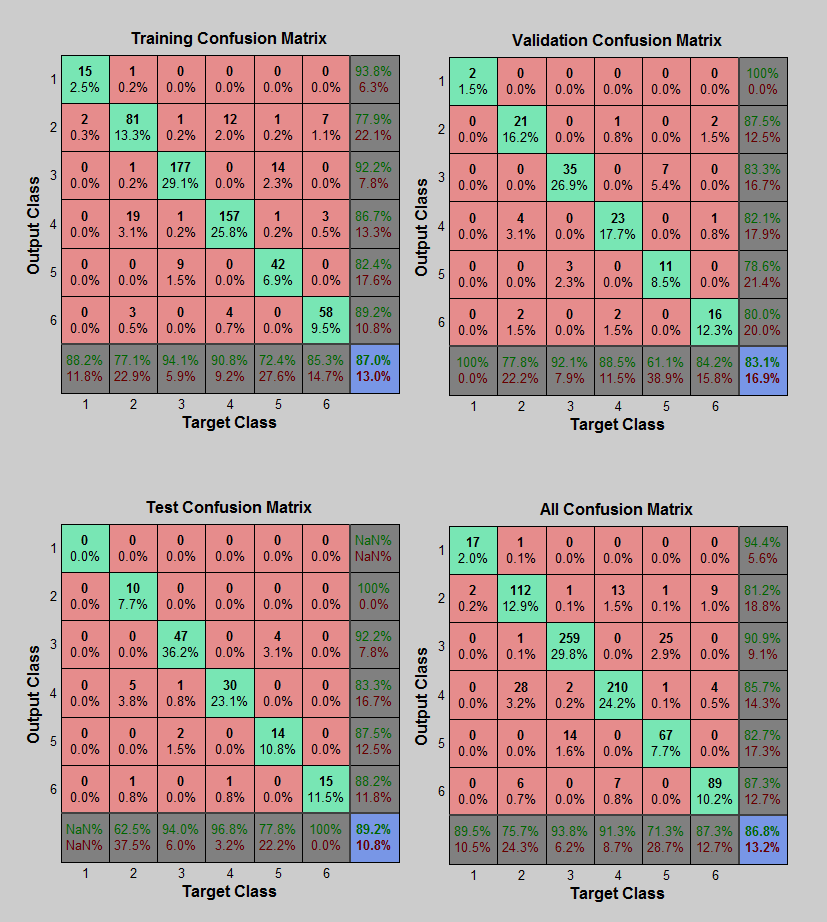 Training Confusion Matrix
1 15 1 0 0 0 0 93.8%
2.5% 0.2% 0.0% 0.0% 0.0% 0.0% 6.3%
2 2 81 1 12 1 7 77.9%
0.3% 13.3% 0.2% 2.0% 0.2% 1.1% 22.1%
3 0 1 177 0 14 0 92.2%
0.0% 0.2% 29.1% 0.0% 2.3% 0.0% 7.8%
4 0 19 1 157 1 3 86.7%
0.0% 3.1% 0.2% 25.8% 0.2% 0.5% 13.3%
5 0 0 9 0 42 0 82.4%
0.0% 0.0% 1.5% 0.0% 6.9% 0.0% 17.6%
6 0 3 0 4 0 58 89.2%
0.0% 0.5% 0.0% 0.7% 0.0% 9.5% 10.8%
88.2% 77.1% 94.1% 90.8% 72.4% 85.3% 87.0%
11.8% 22.9% 5.9% 9.2% 27.6% 14.7% 13.0%
1 2 3 4 5 6
Target Class
Output Class
Validation Confusion Matrix
1 2 0 0 0 0 0 100%
1.5% 0.0% 0.0% 0.0% 0.0% 0.0% 0.0%
2 0 21 0 1 0 2 87.5%
0.0% 16.2% 0.0% 0.8% 0.0% 1.5% 12.5%
3 0 0 35 0 7 0 83.3%
0.0% 0.0% 26.9% 0.0% 5.4% 0.0% 16.7%
4 0 4 0 23 0 1 82.1%
0.0% 3.1% 0.0% 17.7% 0.0% 0.8% 17.9%
5 0 0 3 0 11 0 78.6%
0.0% 0.0% 2.3% 0.0% 8.5% 0.0% 21.4%
6 0 2 0 2 0 16 80.0%
0.0% 1.5% 0.0% 1.5% 0.0% 12.3% 20.0%
100% 77.8% 92.1% 88.5% 61.1% 84.2% 83.1%
0.0% 22.2% 7.9% 11.5% 38.9% 15.8% 16.9%
1 2 3 4 5 6
Target Class
Output Class
Test Confusion Matrix
1 0 0 0 0 0 0 NaN%
0.0% 0.0% 0.0% 0.0% 0.0% 0.0% NaN%
2 0 10 0 0 0 0 100%
0.0% 7.7% 0.0% 0.0% 0.0% 0.0% 0.0%
3 0 0 47 0 4 0 92.2%
0.0% 0.0% 36.2% 0.0% 3.1% 0.0% 7.8%
4 0 5 1 30 0 0 83.3%
0.0% 3.8% 0.8% 23.1% 0.0% 0.0% 16.7%
5 0 0 2 0 14 0 87.5%
0.0% 0.0% 1.5% 0.0% 10.8% 0.0% 12.5%
6 0 1 0 1 0 15 88.2%
0.0% 0.8% 0.0% 0.8% 0.0% 11.5% 11.8%
NaN% 62.5% 94.0% 96.8% 77.8% 100% 89.2%
NaN% 37.5% 6.0% 3.2% 22.2% 0.0% 10.8%
1 2 3 4 5 6
Target Class
Output Class
All Confusion Matrix
1 17 1 0 0 0 0 94.4%
2.0% 0.1% 0.0% 0.0% 0.0% 0.0% 5.6%
2 2 112 1 13 1 9 81.2%
0.2% 12.9% 0.1% 1.5% 0.1% 1.0% 18.8%
3 0 1 259 0 25 0 90.9%
0.0% 0.1% 29.8% 0.0% 2.9% 0.0% 9.1%
4 0 28 2 210 1 4 85.7%
0.0% 3.2% 0.2% 24.2% 0.1% 0.5% 14.3%
5 0 0 14 0 67 0 82.7%
0.0% 0.0% 1.6% 0.0% 7.7% 0.0% 17.3%
6 0 6 0 7 0 89 87.3%
0.0% 0.7% 0.0% 0.8% 0.0% 10.2% 12.7%
89.5% 75.7% 93.8% 91.3% 71.3% 87.3% 86.8%
10.5% 24.3% 6.2% 8.7% 28.7% 12.7% 13.2%
1 2 3 4 5 6
Target Class
Output Class